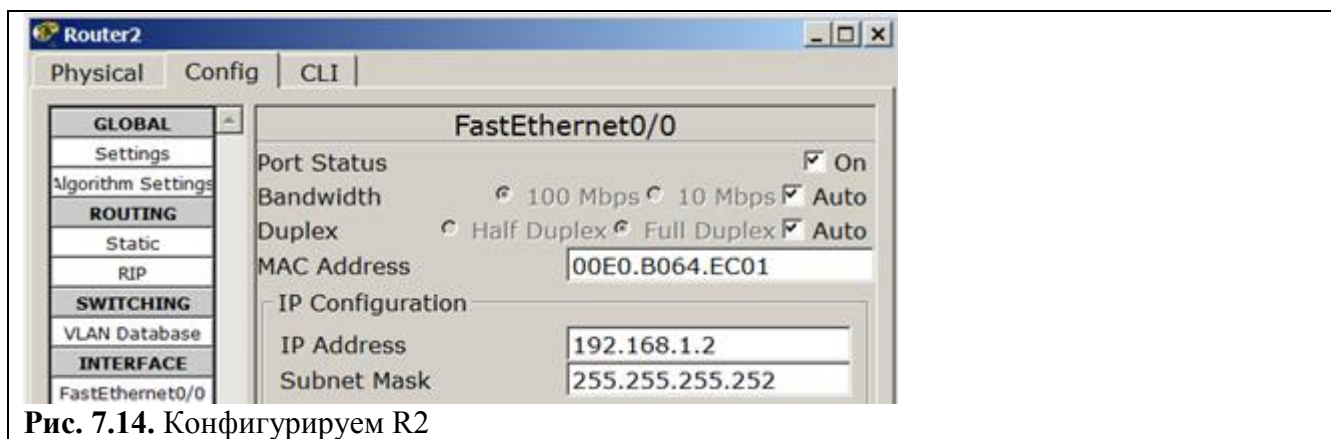 Router2
Physical Config CLI
GLOBAL
Settings
Algorithm Settings
ROUTING
Static
RIP
SWITCHING
VLAN Database
INTERFACE
FastEthernet0/0
FastEthernet0/0
Port Status On
Bandwidth 100 Mbps 10 Mbps Auto
Duplex Half Duplex Full Duplex Auto
MAC Address 00E0.B064.EC01
IP Configuration
IP Address 192.168.1.2
Subnet Mask 255.255.255.252
Рис. 7.14. Конфигурируем R2